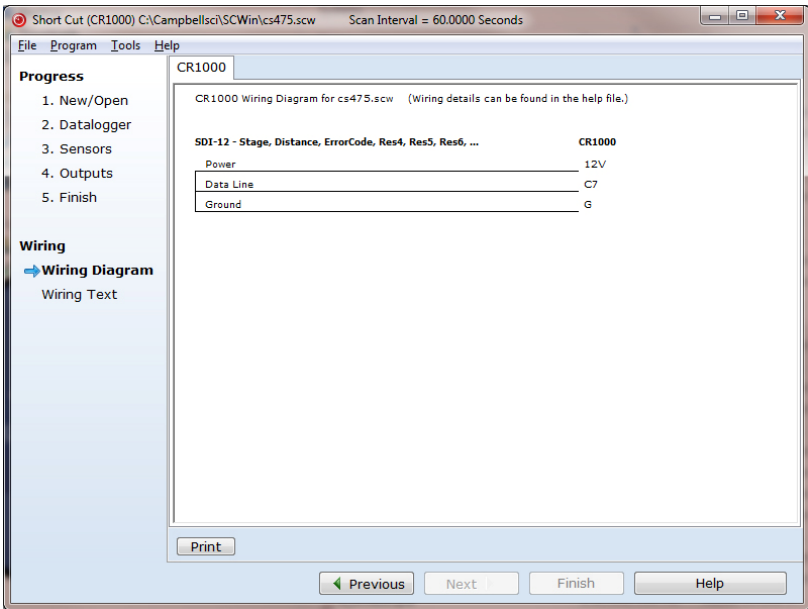 Short Cut (CR1000) C:\Campbellsci\SCWin\cs475.scw Scan Interval = 60.0000 Seconds
File Program Tools Help
Progress
1. New/Open
2. Datalogger
3. Sensors
4. Outputs
5. Finish
Wiring
Wiring Diagram
Wiring Text
CR1000
CR1000 Wiring Diagram for cs475.scw (Wiring details can be found in the help file.)
SDI-12 - Stage, Distance, ErrorCode, Res4, Res5, Res6, ... CR1000
Power 12V
Data Line C7
Ground G
Print
Previous Next Finish Help